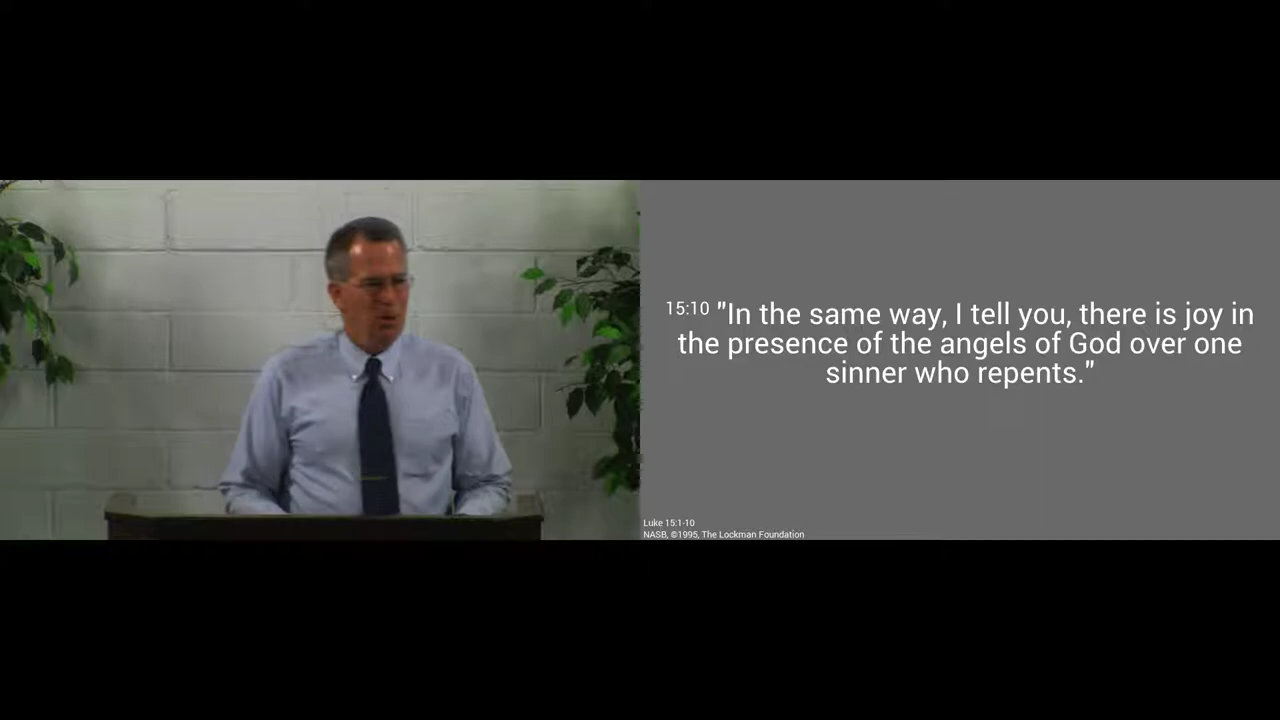 15:10 "In the same way, I tell you, there is joy in
the presence of the angels of God over one
sinner who repents."
Luke 15:1-10
NASB, ©1995, The Lockman Foundation